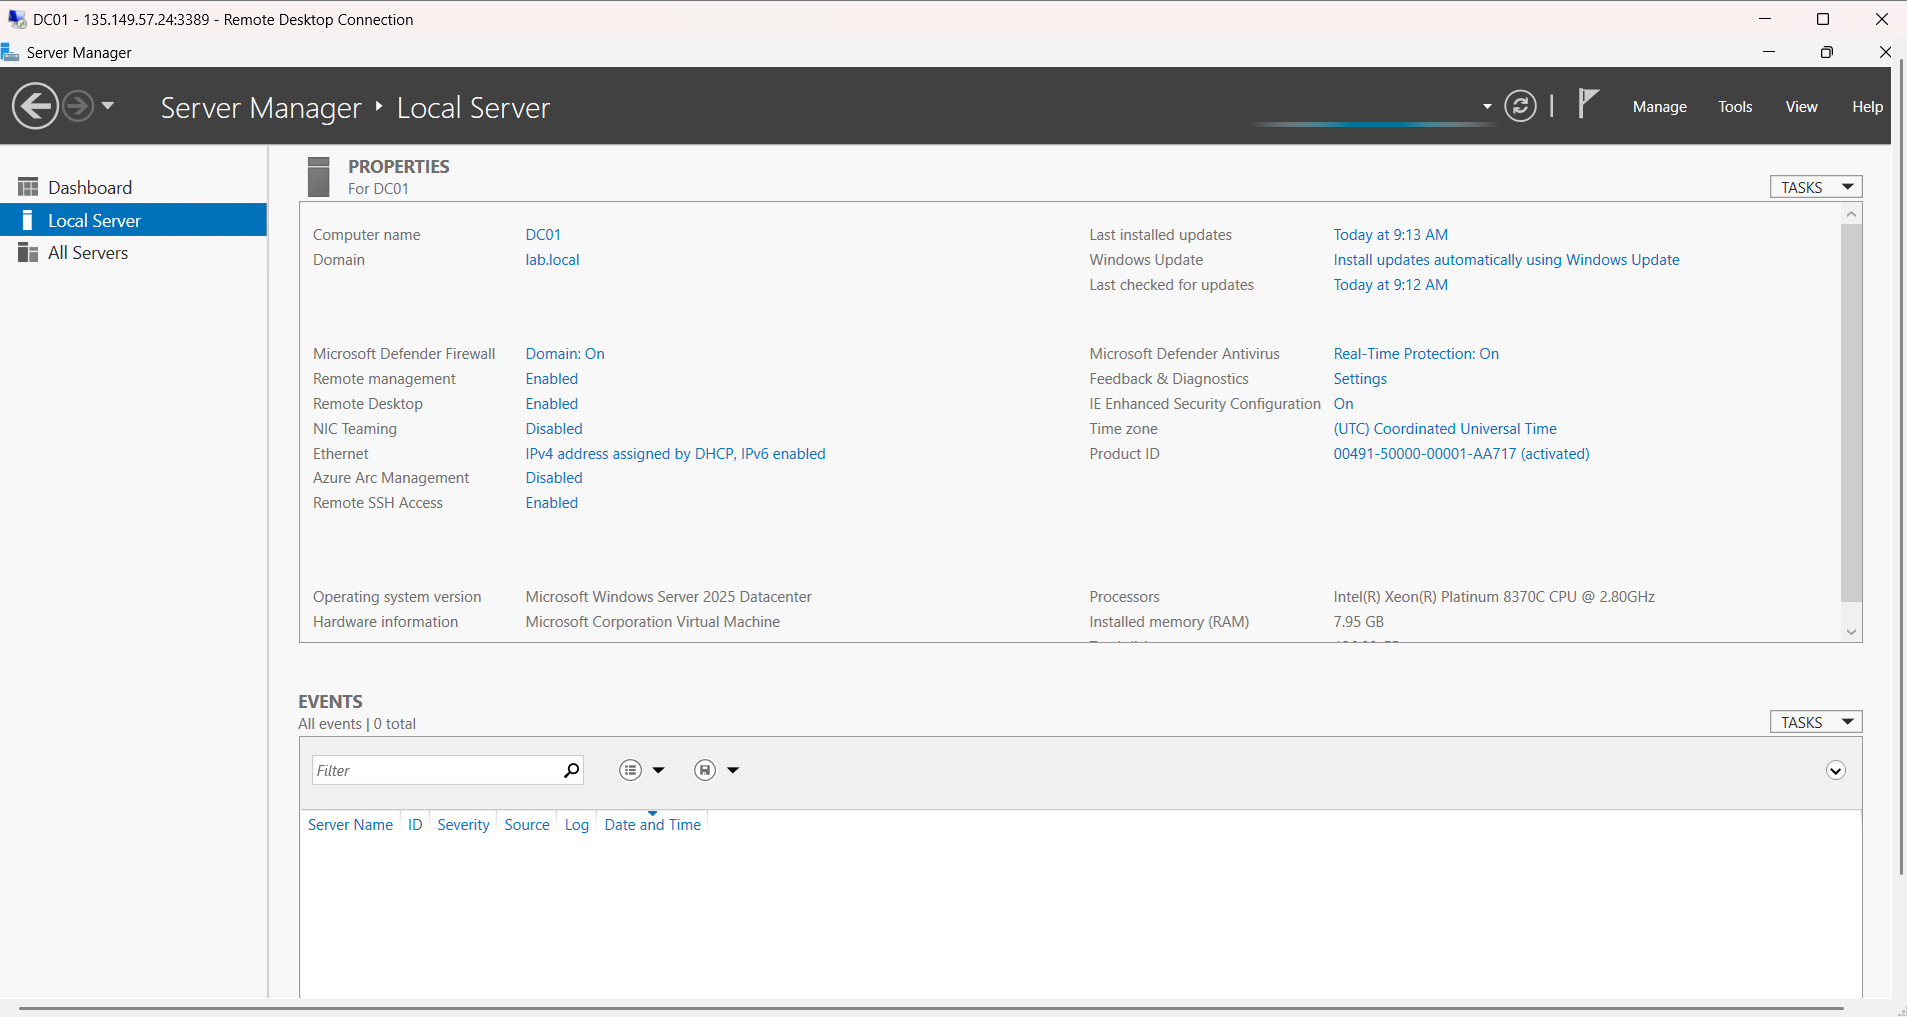 DC01 - 135.149.57.24:3389 - Remote Desktop Connection
Server Manager
Server Manager ‣ Local Server
Manage Tools View Help
Dashboard
Local Server
All Servers
PROPERTIES
For DC01
TASKS
Computer name DC01
Domain lab.local
Last installed updates Today at 9:13 AM
Windows Update Install updates automatically using Windows Update
Last checked for updates Today at 9:12 AM
Microsoft Defender Firewall Domain: On
Remote management Enabled
Remote Desktop Enabled
NIC Teaming Disabled
Ethernet IPv4 address assigned by DHCP, IPv6 enabled
Azure Arc Management Disabled
Remote SSH Access Enabled
Microsoft Defender Antivirus Real-Time Protection: On
Feedback & Diagnostics Settings
IE Enhanced Security Configuration On
Time zone (UTC) Coordinated Universal Time
Product ID 00491-50000-00001-AA717 (activated)
Operating system version Microsoft Windows Server 2025 Datacenter
Hardware information Microsoft Corporation Virtual Machine
Processors Intel(R) Xeon(R) Platinum 8370C CPU @ 2.80GHz
Installed memory (RAM) 7.95 GB
EVENTS
All events | 0 total
TASKS
Filter
Server Name ID Severity Source Log Date and Time